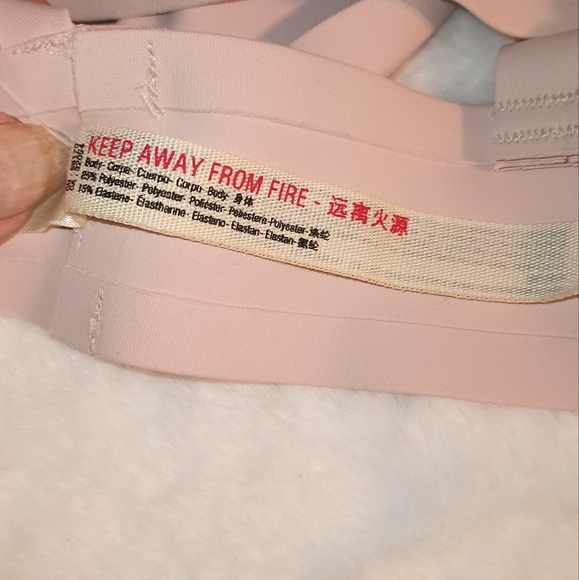 KEEP AWAY FROM FIRE - 远离火源
Body- Corps- Cuerpo- Corpo- Body- 身体
85% Polyester- Polyester- Poliéster- Poliestere-Polyester-涤纶
15% Elastane- Élasthanne- Elastano- Elastan- Elastan-氨纶